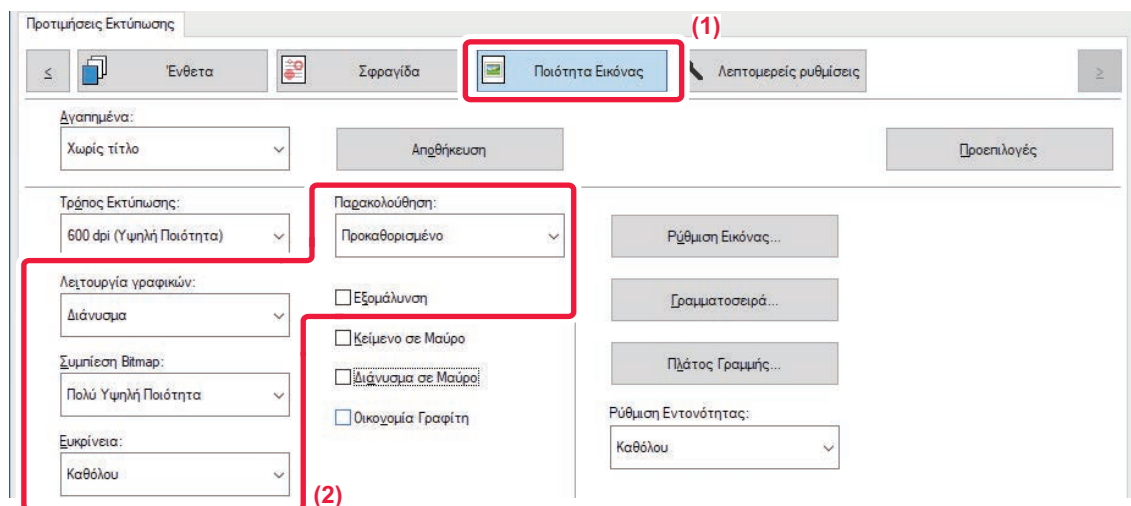 Προτιμήσεις Εκτύπωσης
(1)
≤
Ένθετα
Σφραγίδα
Ποιότητα Εικόνας
Λεπτομερείς ρυθμίσεις
≥
Αγαπημένα:
Χωρίς τίτλο
Αποθήκευση
Προεπιλογές
Τρόπος Εκτύπωσης:
600 dpi (Υψηλή Ποιότητα)
Λειτουργία γραφικών:
Διάνυσμα
Συμπίεση Bitmap:
Πολύ Υψηλή Ποιότητα
Ευκρίνεια:
Καθόλου
Παρακολούθηση:
Προκαθορισμένο
Εξομάλυνση
Κείμενο σε Μαύρο
Διάνυσμα σε Μαύρο
Οικονομία Γραφίτη
(2)
Ρύθμιση Εικόνας...
Γραμματοσειρά...
Πλάτος Γραμμής...
Ρύθμιση Εντονότητας:
Καθόλου